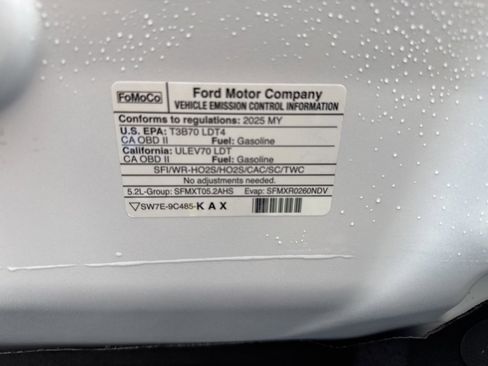 FoMoCo
Ford Motor Company
VEHICLE EMISSION CONTROL INFORMATION
Conforms to regulations: 2025 MY
U.S. EPA: T3B70 LDT4
CA OBD II Fuel: Gasoline
California: ULEV70 LDT
CA OBD II Fuel: Gasoline
SFI/WR-HO2S/HO2S/CAC/SC/TWC
No adjustments needed.
5.2L-Group: SFMXT05.2AHS Evap: SFMXR0260NDV
SW7E-9C485-KAX